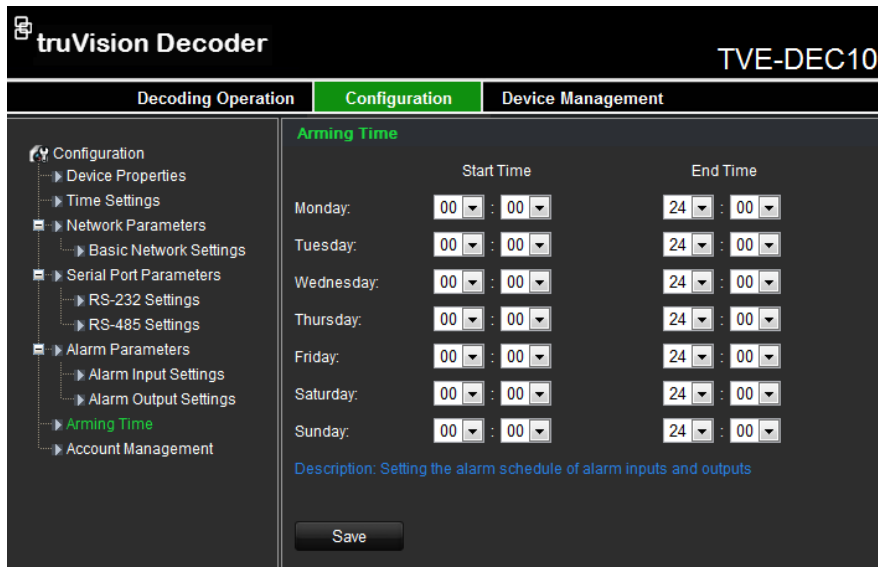 truVision Decoder
TVE-DEC10
Decoding Operation Configuration Device Management
Configuration
Device Properties
Time Settings
Network Parameters
Basic Network Settings
Serial Port Parameters
RS-232 Settings
RS-485 Settings
Alarm Parameters
Alarm Input Settings
Alarm Output Settings
Arming Time
Account Management
Arming Time
Start Time End Time
Monday: 00 : 00 24 : 00
Tuesday: 00 : 00 24 : 00
Wednesday: 00 : 00 24 : 00
Thursday: 00 : 00 24 : 00
Friday: 00 : 00 24 : 00
Saturday: 00 : 00 24 : 00
Sunday: 00 : 00 24 : 00
Description: Setting the alarm schedule of alarm inputs and outputs
Save